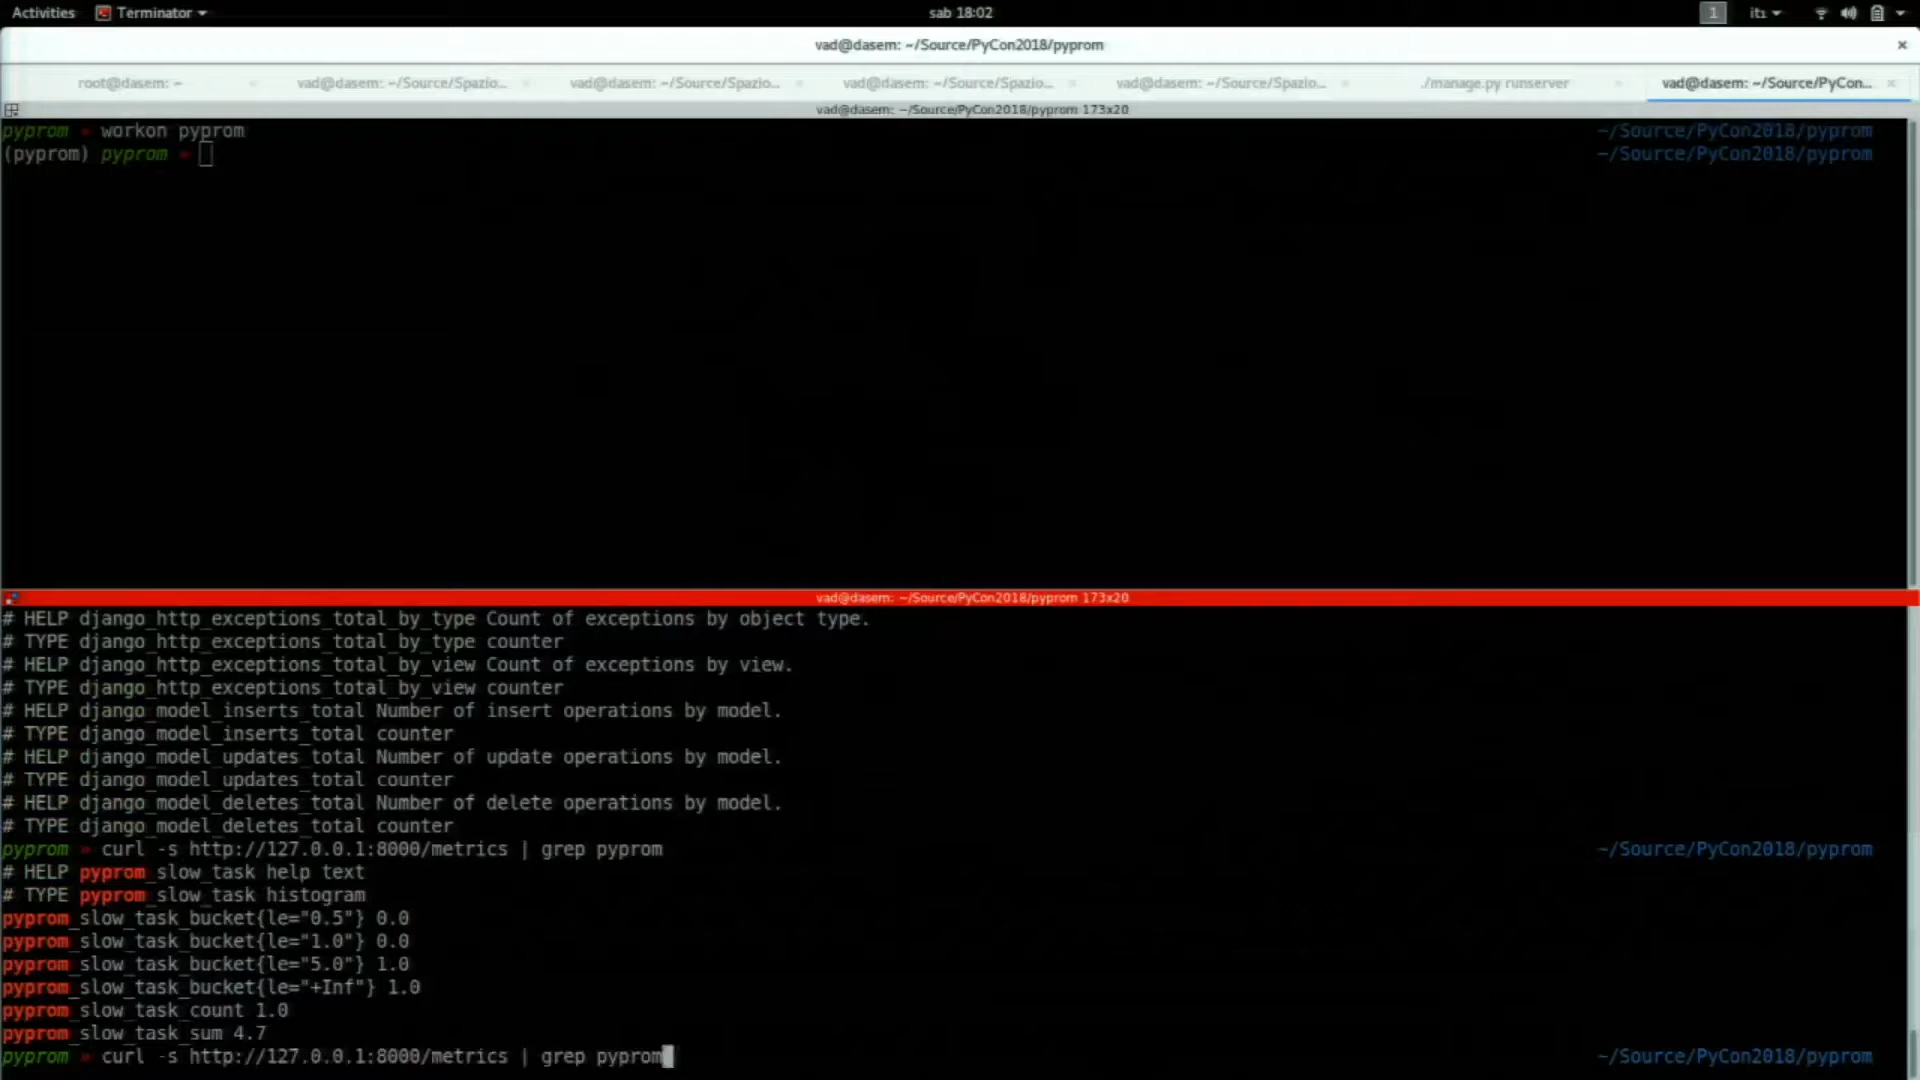 Activities Terminator sab 18:02 1 it₁
vad@dasem: ~/Source/PyCon2018/pyprom
root@dasem: ~ vad@dasem: ~/Source/Spazio... vad@dasem: ~/Source/Spazio... vad@dasem: ~/Source/Spazio... vad@dasem: ~/Source/Spazio... ./manage.py runserver vad@dasem: ~/Source/PyCon...
vad@dasem: ~/Source/PyCon2018/pyprom 173x20
pyprom » workon pyprom ~/Source/PyCon2018/pyprom
(pyprom) pyprom » ~/Source/PyCon2018/pyprom
vad@dasem: ~/Source/PyCon2018/pyprom 173x20
# HELP django_http_exceptions_total_by_type Count of exceptions by object type.
# TYPE django_http_exceptions_total_by_type counter
# HELP django_http_exceptions_total_by_view Count of exceptions by view.
# TYPE django_http_exceptions_total_by_view counter
# HELP django_model_inserts_total Number of insert operations by model.
# TYPE django_model_inserts_total counter
# HELP django_model_updates_total Number of update operations by model.
# TYPE django_model_updates_total counter
# HELP django_model_deletes_total Number of delete operations by model.
# TYPE django_model_deletes_total counter
pyprom » curl -s http://127.0.0.1:8000/metrics | grep pyprom ~/Source/PyCon2018/pyprom
# HELP pyprom_slow_task help text
# TYPE pyprom_slow_task histogram
pyprom_slow_task_bucket{le="0.5"} 0.0
pyprom_slow_task_bucket{le="1.0"} 0.0
pyprom_slow_task_bucket{le="5.0"} 1.0
pyprom_slow_task_bucket{le="+Inf"} 1.0
pyprom_slow_task_count 1.0
pyprom_slow_task_sum 4.7
pyprom » curl -s http://127.0.0.1:8000/metrics | grep pyprom ~/Source/PyCon2018/pyprom